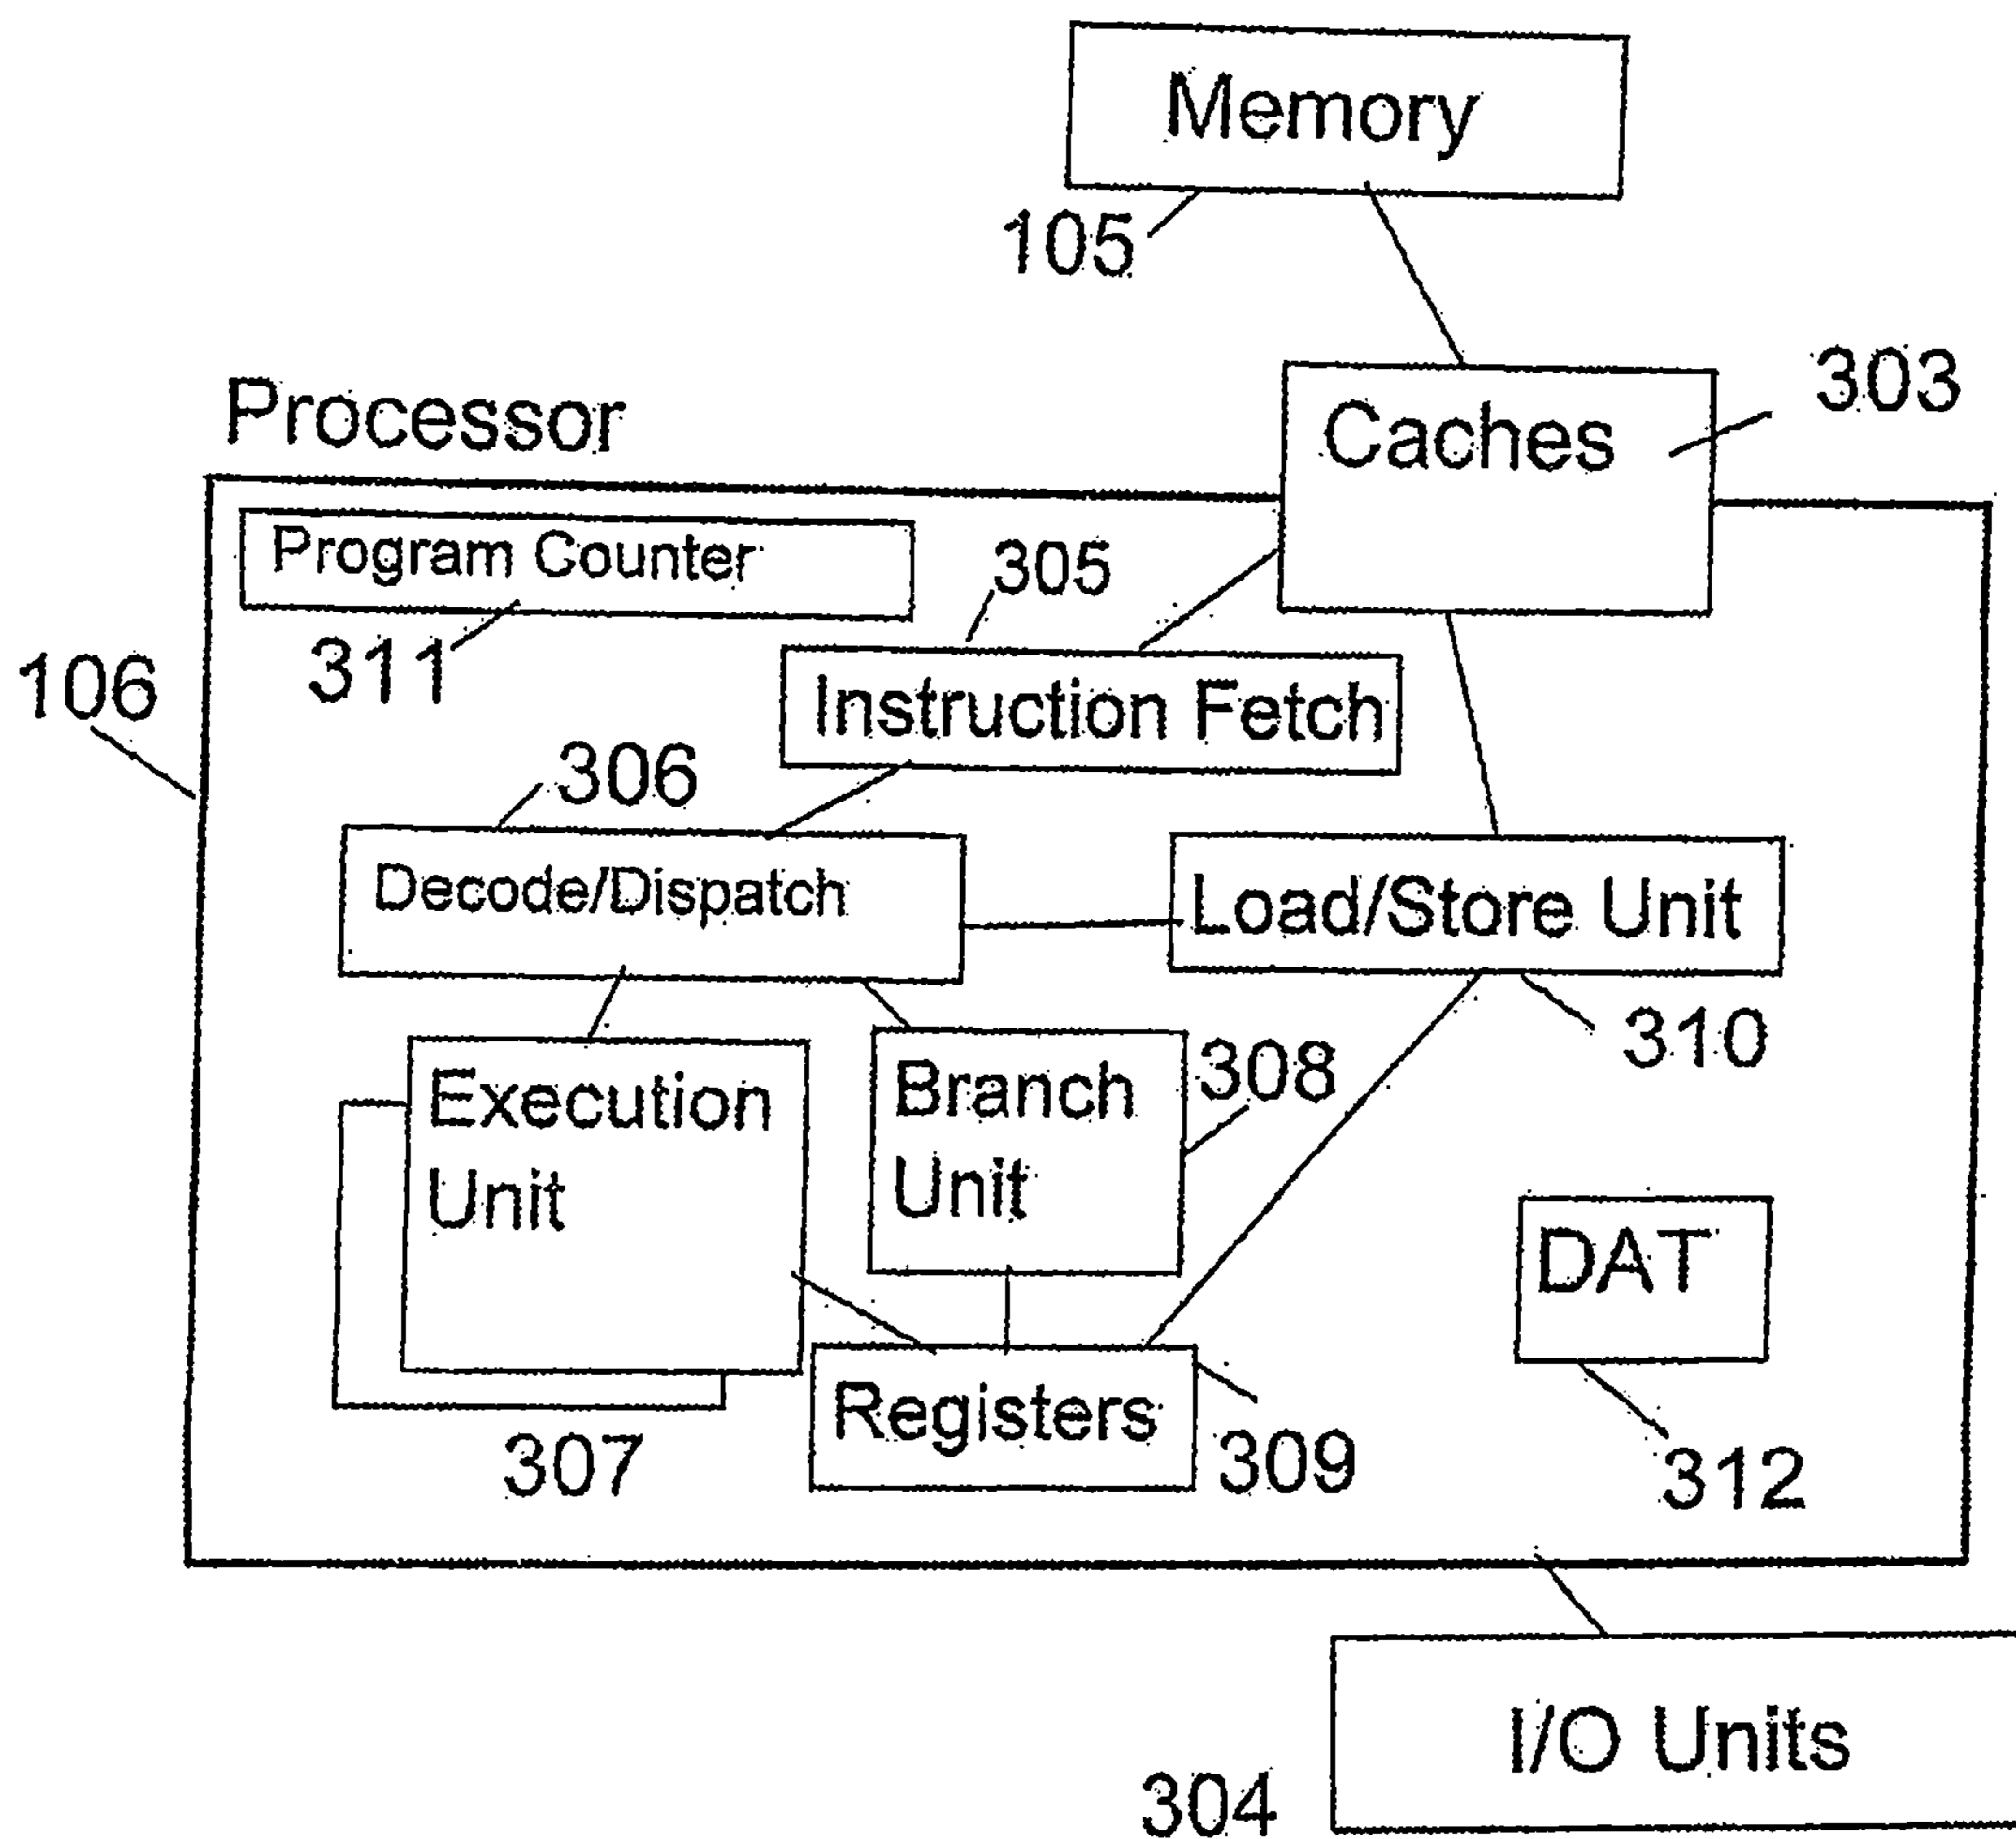 Memory
105
303
Caches
Processor
Program Counter
305
311
106
Instruction Fetch
306
Decode/Dispatch
Load/Store Unit
310
308
Execution
Unit
Branch
Unit
DAT
Registers
307
309
312
I/O Units
304